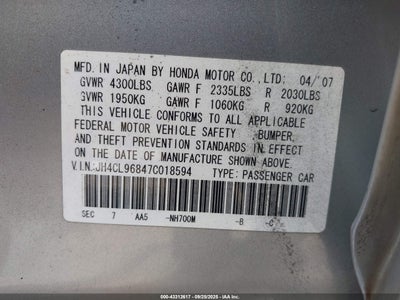 MFD. IN JAPAN BY HONDA MOTOR CO., LTD: 04/'07
GVWR 4300LBS GAWR F 2335LBS R 2030LBS
GVWR 1950KG GAWR F 1060KG R 920KG
THIS VEHICLE CONFORMS TO ALL APPLICABLE
FEDERAL MOTOR VEHICLE SAFETY , BUMPER,
AND THEFT PREVENTION STANDARDS IN EFFECT
ON THE DATE OF MANUFACTURE SHOWN ABOVE.
V.I.N.:JH4CL96847C018594 TYPE: PASSENGER CAR
SEC 7 AA5 -NH700M -B -C
000-43312617 - 09/20/2025 - IAA Holdings, LLC